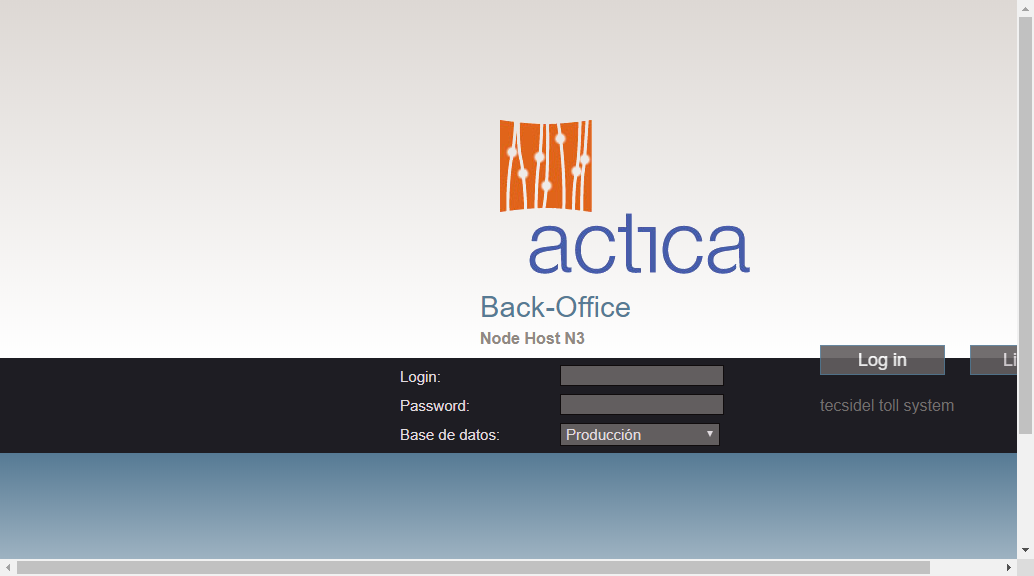 actica
Back-Office
Node Host N3
Log in
Li
Login:
Password:
tecsidel toll system
Base de datos:
Producción